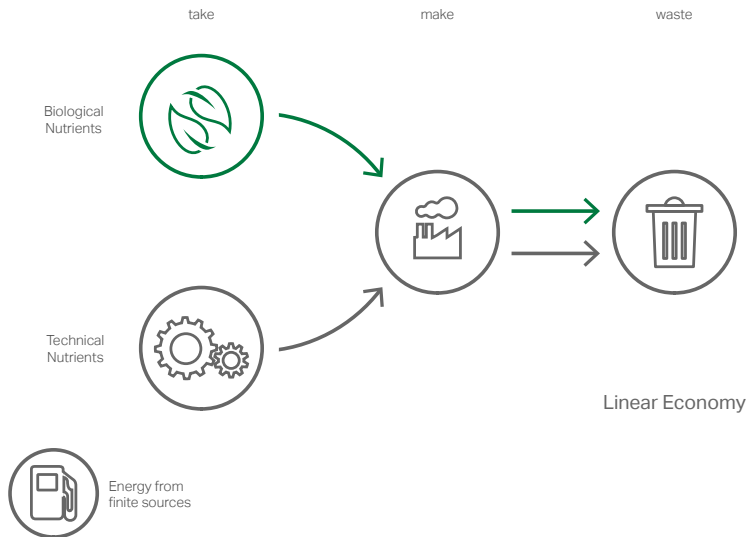 take
make
waste
Biological
Nutrients
Technical
Nutrients
Linear Economy
Energy from
finite sources